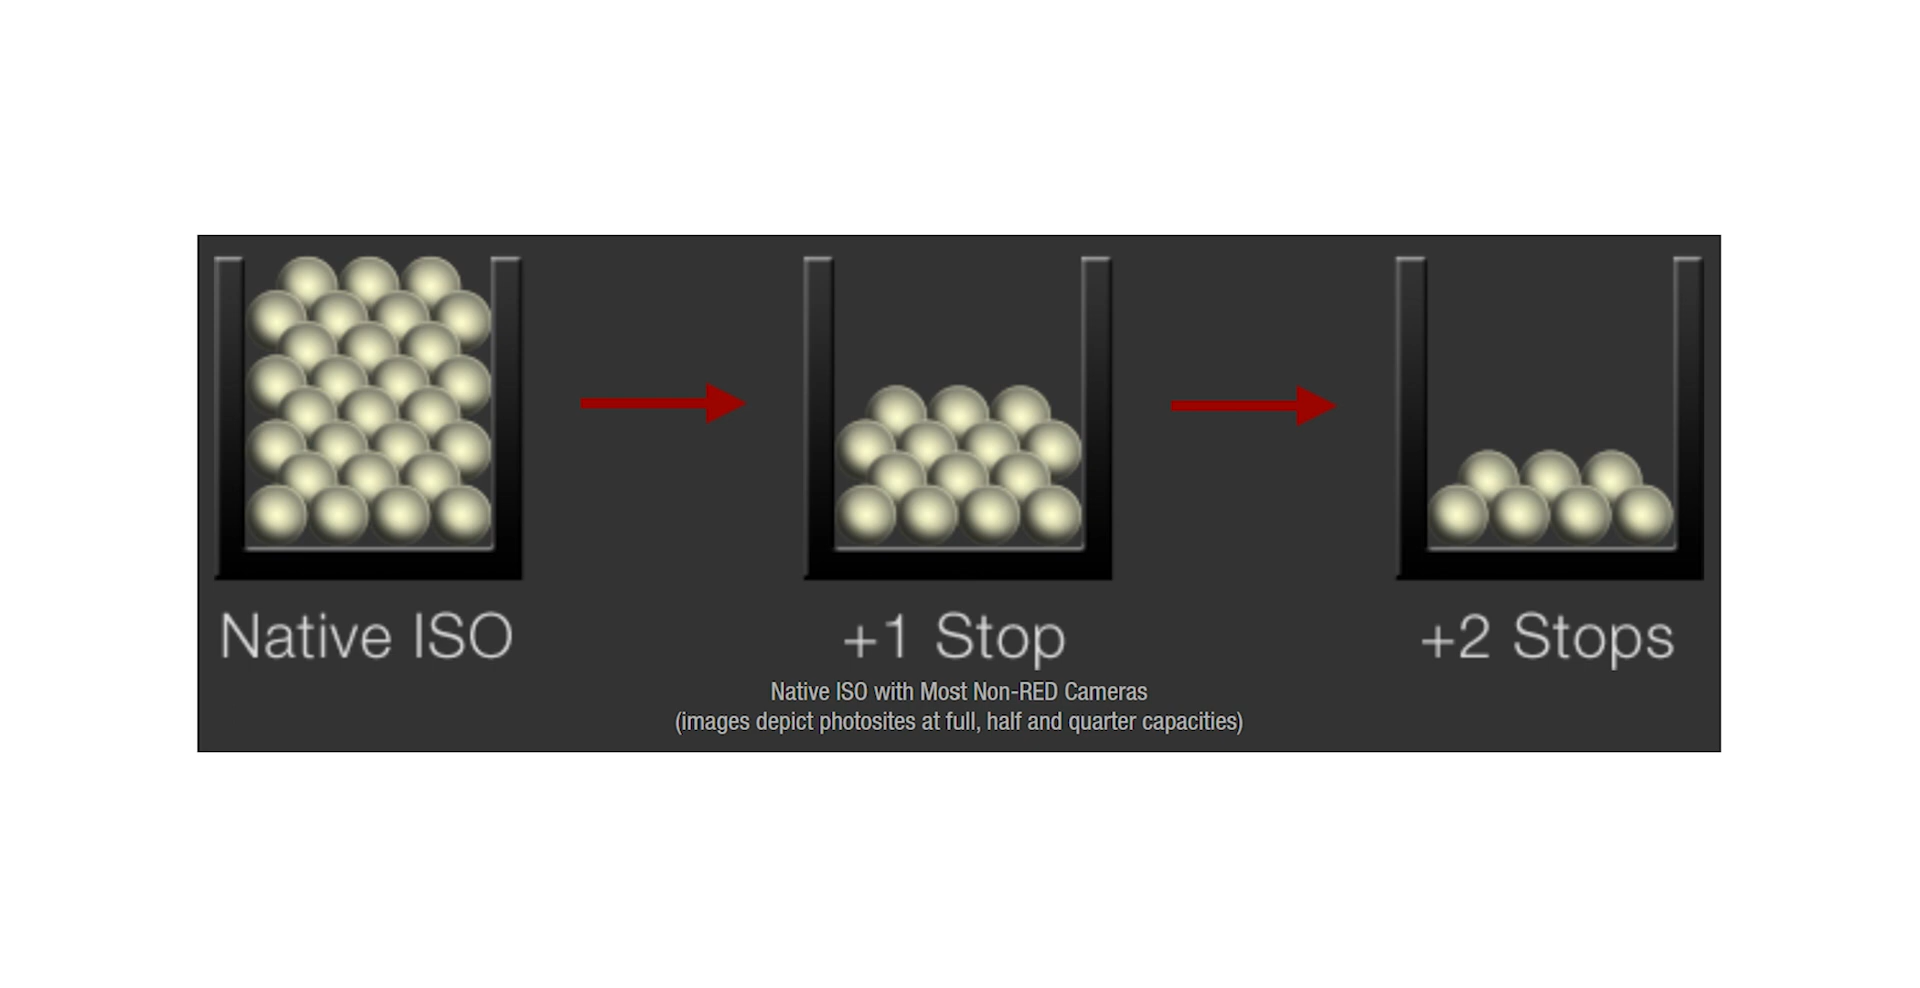 Native ISO
+1 Stop
+2 Stops
Native ISO with Most Non-RED Cameras
(images depict photosites at full, half and quarter capacities)